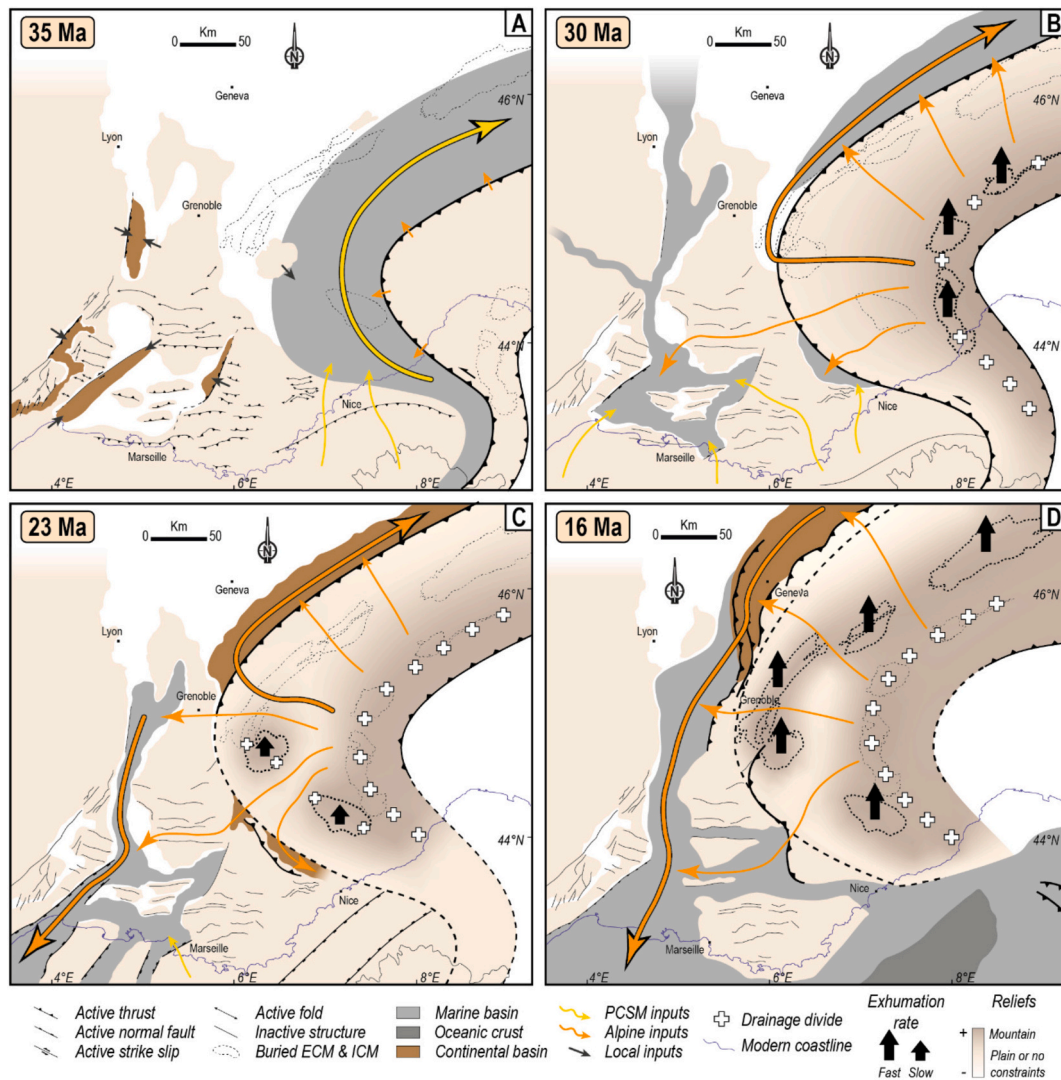 35 Ma
Km
0 50
N
A
Geneva
46°N
Lyon
Grenoble
44°N
Nice
Marseille
4°E
6°E
8°E
30 Ma
Km
0 50
N
B
Geneva
46°N
Lyon
Grenoble
44°N
Nice
Marseille
4°E
6°E
8°E
23 Ma
Km
0 50
N
C
Geneva
46°N
Lyon
Grenoble
44°N
Nice
Marseille
4°E
6°E
8°E
16 Ma
Km
0 50
N
D
Geneva
46°N
Lyon
Grenoble
44°N
Nice
Marseille
4°E
6°E
8°E
Active thrust
Active normal fault
Active strike slip
Active fold
Inactive structure
Buried ECM & ICM
Marine basin
Oceanic crust
Continental basin
PCSM inputs
Alpine inputs
Local inputs
Drainage divide
Modern coastline
Exhumation
rate
Fast Slow
Reliefs
+ Mountain
Plain or no
- constraints